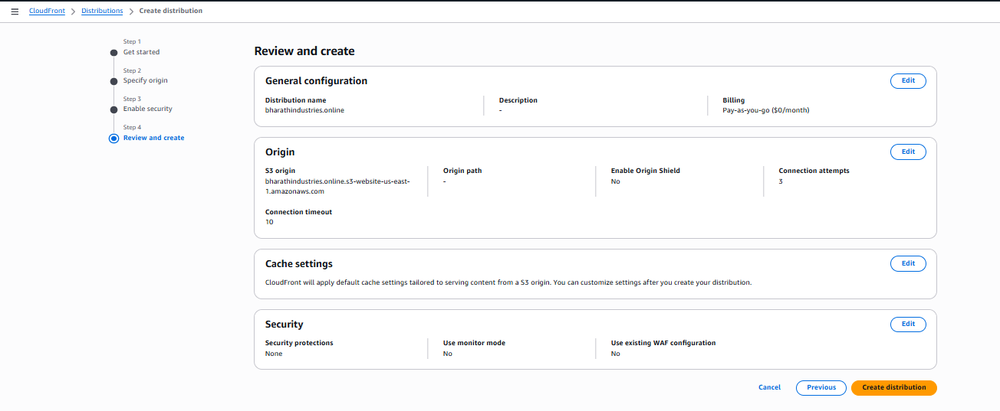 CloudFront > Distributions > Create distribution
Step 1
Get started
Step 2
Specify origin
Step 3
Enable security
Step 4
Review and create
Review and create
General configuration
Edit
Distribution name
bharathindustries.online
Description
-
Billing
Pay-as-you-go ($0/month)
Origin
Edit
S3 origin
bharathindustries.online.s3-website-us-east-
1.amazonaws.com
Origin path
-
Enable Origin Shield
No
Connection attempts
3
Connection timeout
10
Cache settings
Edit
CloudFront will apply default cache settings tailored to serving content from a S3 origin. You can customize settings after you create your distribution.
Security
Edit
Security protections
None
Use monitor mode
No
Use existing WAF configuration
No
Cancel
Previous
Create distribution